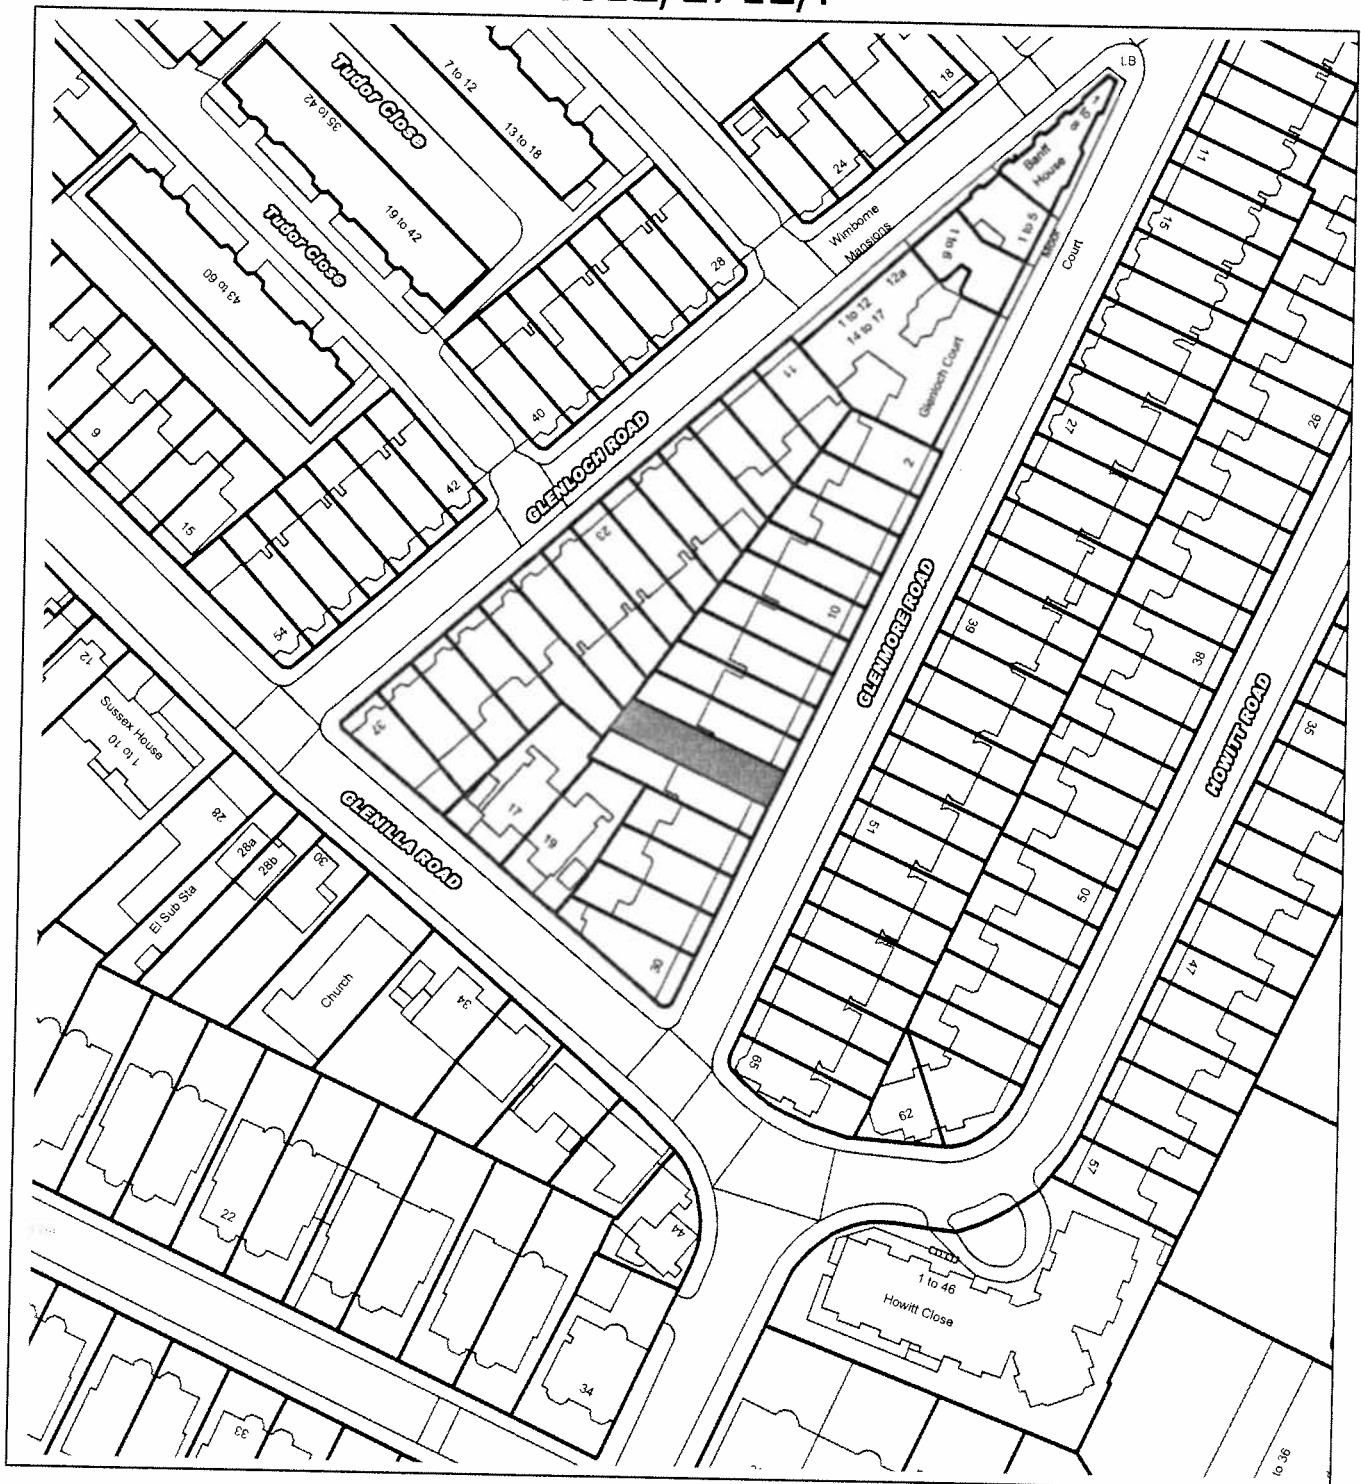 Tudor Close
7 to 12
13 to 18
35 to 42
19 to 42
Tudor Close
43 to 60
18
24
LB
Banff
House
Wimborne
Mansions
1 to 5
Moor
Court
1 to 6
12a
1 to 12
14 to 17
Glenloch Court
11
15
11
28
40
GLENLOCH ROAD
9
15
42
54
23
2
10
27
26
39
38
GLENMORE ROAD
HOWITT ROAD
35
12
Sussex House
1 to 10
37
17
19
30
GLENILLA ROAD
28
28a
28b
30
El Sub Sta
Church
34
51
50
47
65
62
57
44
22
34
33
1 to 46
Howitt Close
to 36